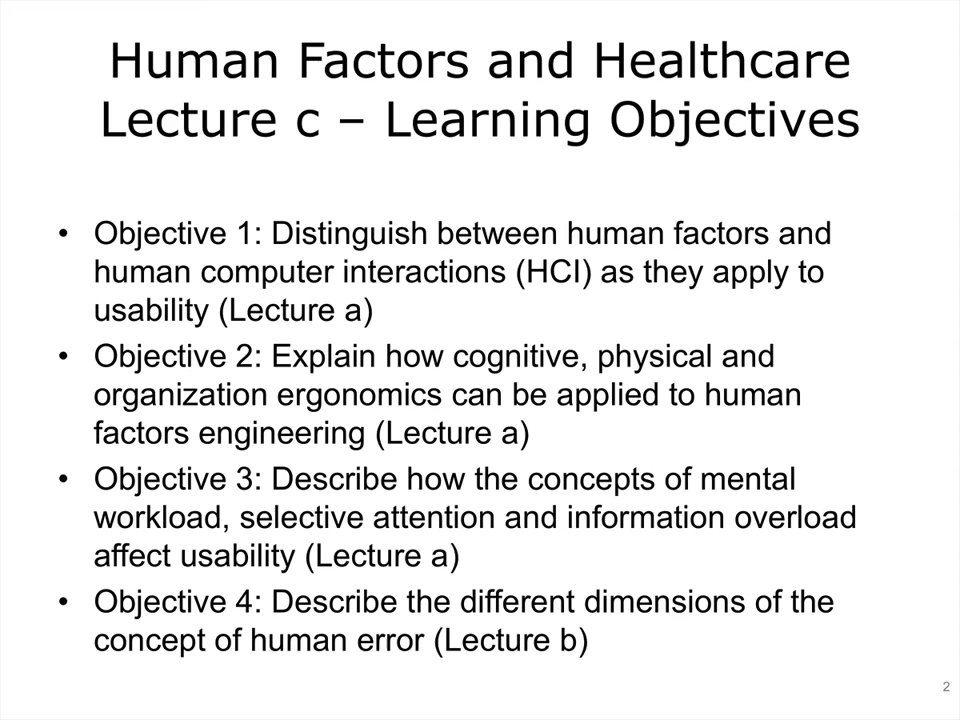 Human Factors and Healthcare
Lecture c – Learning Objectives
• Objective 1: Distinguish between human factors and
human computer interactions (HCI) as they apply to
usability (Lecture a)
• Objective 2: Explain how cognitive, physical and
organization ergonomics can be applied to human
factors engineering (Lecture a)
• Objective 3: Describe how the concepts of mental
workload, selective attention and information overload
affect usability (Lecture a)
• Objective 4: Describe the different dimensions of the
concept of human error (Lecture b)
2